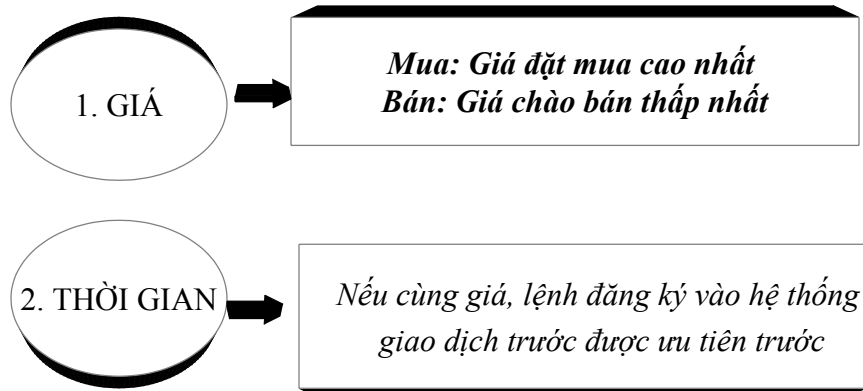 1. GIÁ
Mua: Giá đặt mua cao nhất
Bán: Giá chào bán thấp nhất
2. THỜI GIAN
Nếu cùng giá, lệnh đăng ký vào hệ thống
giao dịch trước được ưu tiên trước